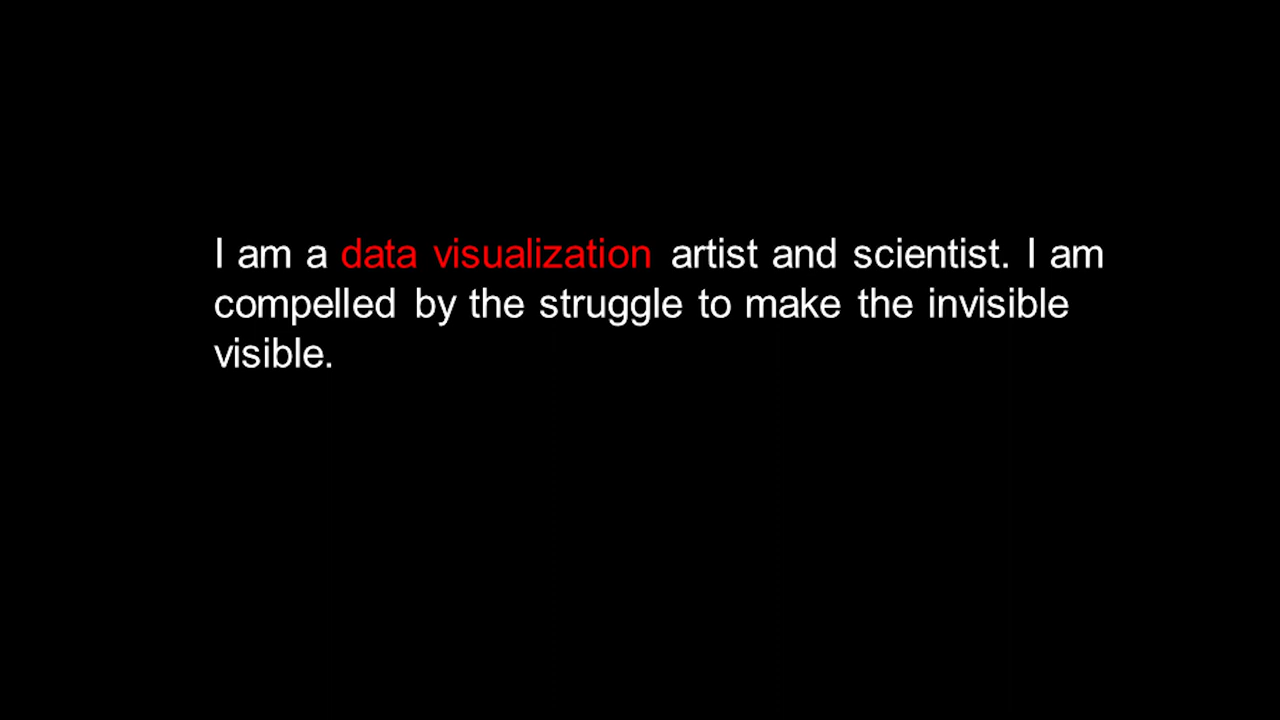 I am a data visualization artist and scientist. I am
compelled by the struggle to make the invisible
visible.